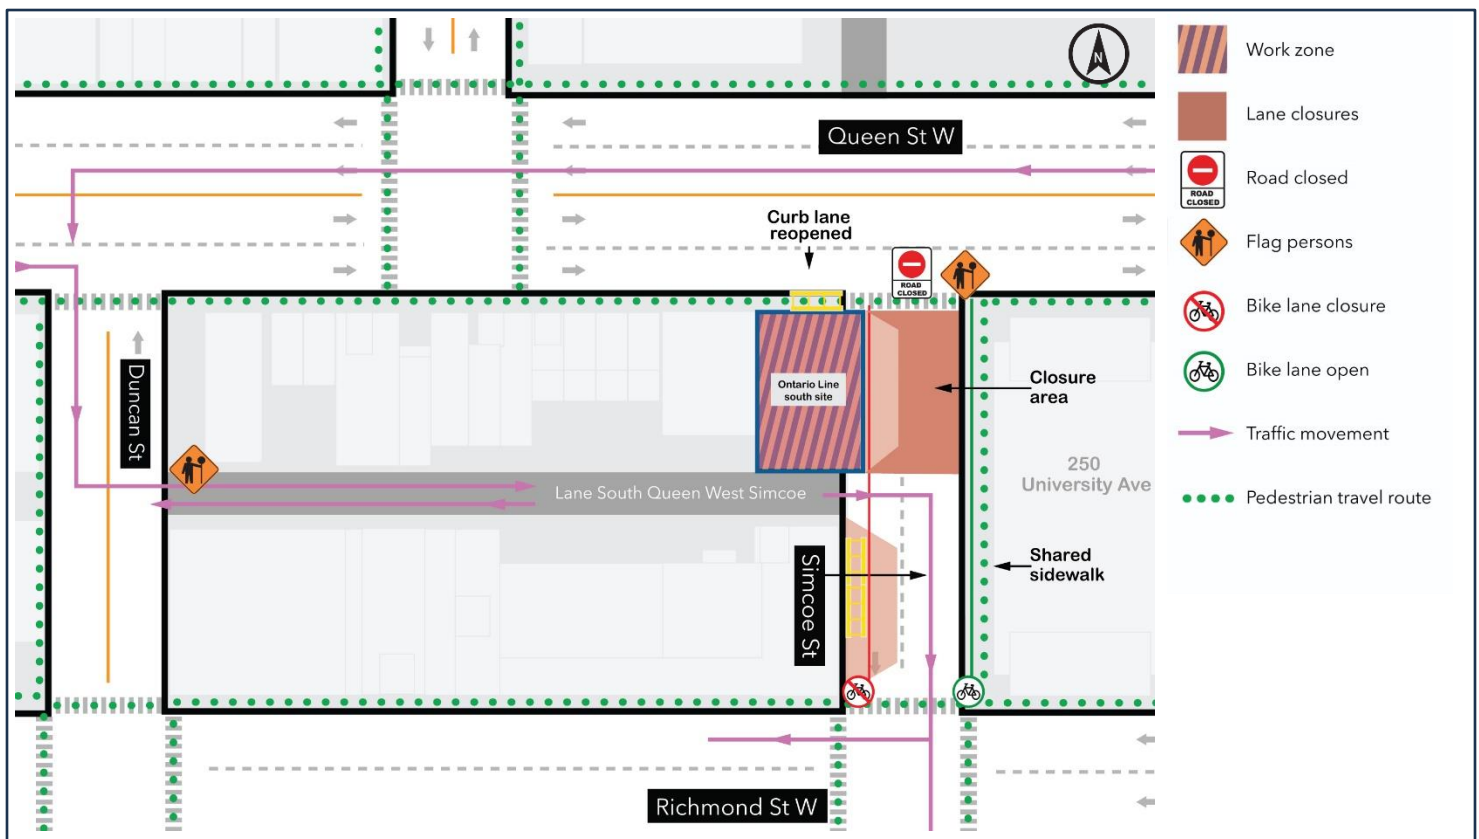 N
Queen St W
Curb lane
reopened
ROAD
CLOSED
Duncan St
Ontario Line
south site
Closure
area
250
University Ave
Lane South Queen West Simcoe
Simcoe St
Shared
sidewalk
Richmond St W
Work zone
Lane closures
ROAD
CLOSED
Road closed
Flag persons
Bike lane closure
Bike lane open
Traffic movement
Pedestrian travel route